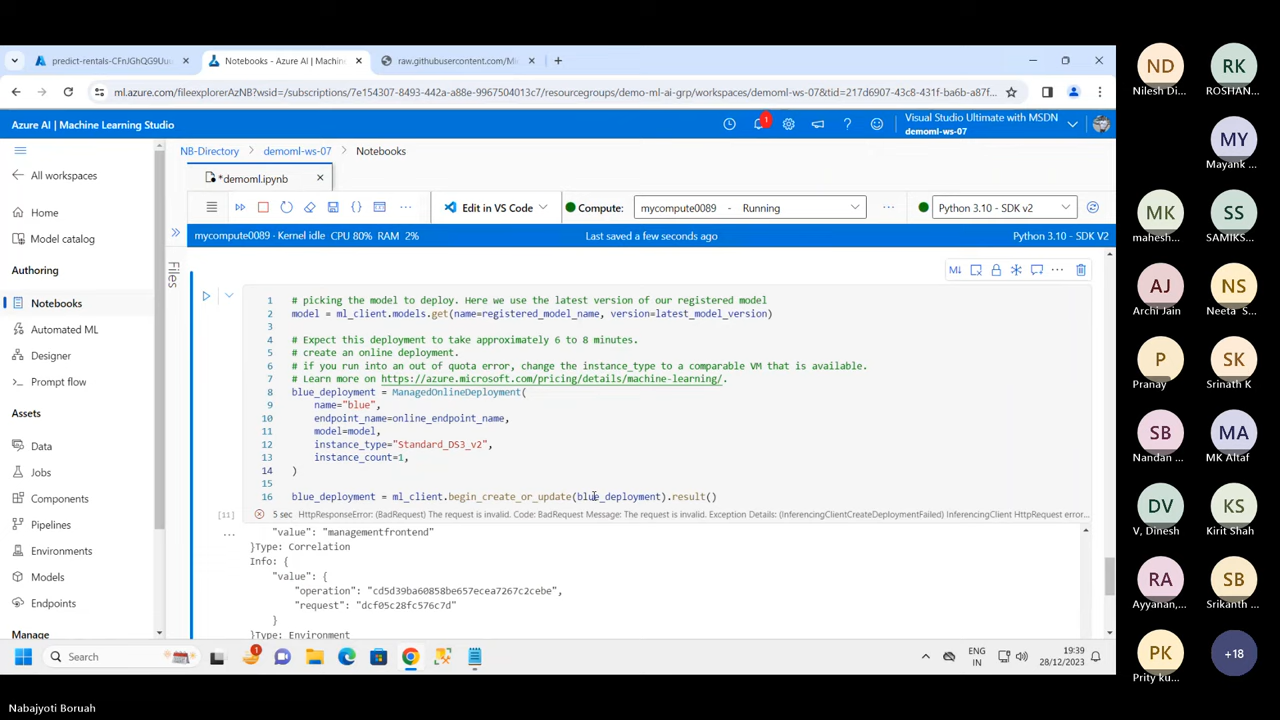 predict-rentals-CFnJGhQG9Uu
Notebooks - Azure AI | Machine L
raw.githubusercontent.com/Mi
ml.azure.com/fileexplorerAzNB?wsid=/subscriptions/7e154307-8493-442a-a88e-9967504013c7/resourcegroups/demo-ml-ai-grp/workspaces/demoml-ws-07&tid=217d6907-43c8-431f-ba6b-a87f...
Azure AI | Machine Learning Studio
1
Visual Studio Ultimate with MSDN
demoml-ws-07
All workspaces
Home
Model catalog
Authoring
Notebooks
Automated ML
Designer
Prompt flow
Assets
Data
Jobs
Components
Pipelines
Environments
Models
Endpoints
Manage
NB-Directory > demoml-ws-07 > Notebooks
*demoml.ipynb
Edit in VS Code
Compute: mycompute0089 - Running
Python 3.10 - SDK v2
mycompute0089 · Kernel idle CPU 80% RAM 2%
Last saved a few seconds ago
Python 3.10 - SDK V2
Files
1 # picking the model to deploy. Here we use the latest version of our registered model
2 model = ml_client.models.get(name=registered_model_name, version=latest_model_version)
3
4 # Expect this deployment to take approximately 6 to 8 minutes.
5 # create an online deployment.
6 # if you run into an out of quota error, change the instance_type to a comparable VM that is available.
7 # Learn more on https://azure.microsoft.com/pricing/details/machine-learning/.
8 blue_deployment = ManagedOnlineDeployment(
9 name="blue",
10 endpoint_name=online_endpoint_name,
11 model=model,
12 instance_type="Standard_DS3_v2",
13 instance_count=1,
14 )
15
16 blue_deployment = ml_client.begin_create_or_update(blue_deployment).result()
[11] 5 sec HttpResponseError: (BadRequest) The request is invalid. Code: BadRequest Message: The request is invalid. Exception Details: (InferencingClientCreateDeploymentFailed) InferencingClient HttpRequest error...
... "value": "managementfrontend"
}Type: Correlation
Info: {
"value": {
"operation": "cd5d39ba60858be657ecea7267c2cebe",
"request": "dcf05c28fc576c7d"
}
}Type: Environment
Search
1
ENG
IN
19:39
28/12/2023
Nabajyoti Boruah
ND
Nilesh Di...
RK
ROSHAN...
MY
Mayank ...
MK
mahesh...
SS
SAMIKS...
AJ
Archi Jain
NS
Neeta S...
P
Pranay
SK
Srinath K
SB
Nandan ...
MA
MK Altaf
DV
V, Dinesh
KS
Kirit Shah
RA
Ayyanan,...
SB
Srikanth ...
PK
Prity ku...
+18